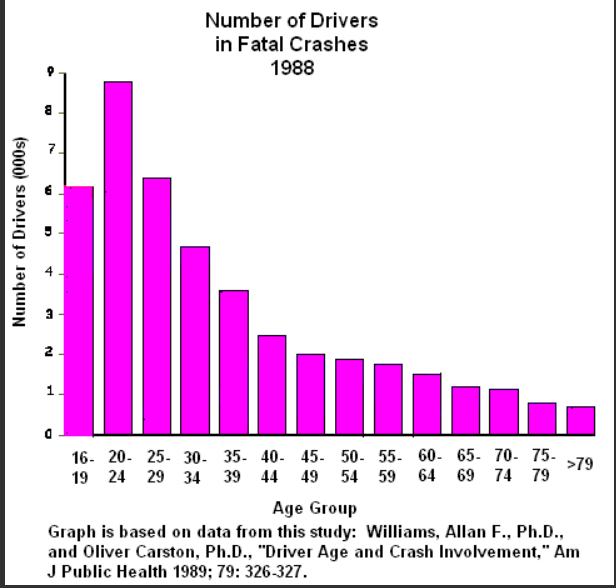 Number of Drivers
in Fatal Crashes
1988
Number of Drivers (000s)
9
8
7
6
5
4
3
2
1
0
16- 20- 25- 30- 35- 40- 45- 50- 55- 60- 65- 70- 75- >79
19 24 29 34 39 44 49 54 59 64 69 74 79
Age Group
Graph is based on data from this study: Williams, Allan F., Ph.D.,
and Oliver Carston, Ph.D., "Driver Age and Crash Involvement," Am
J Public Health 1989; 79: 326-327.